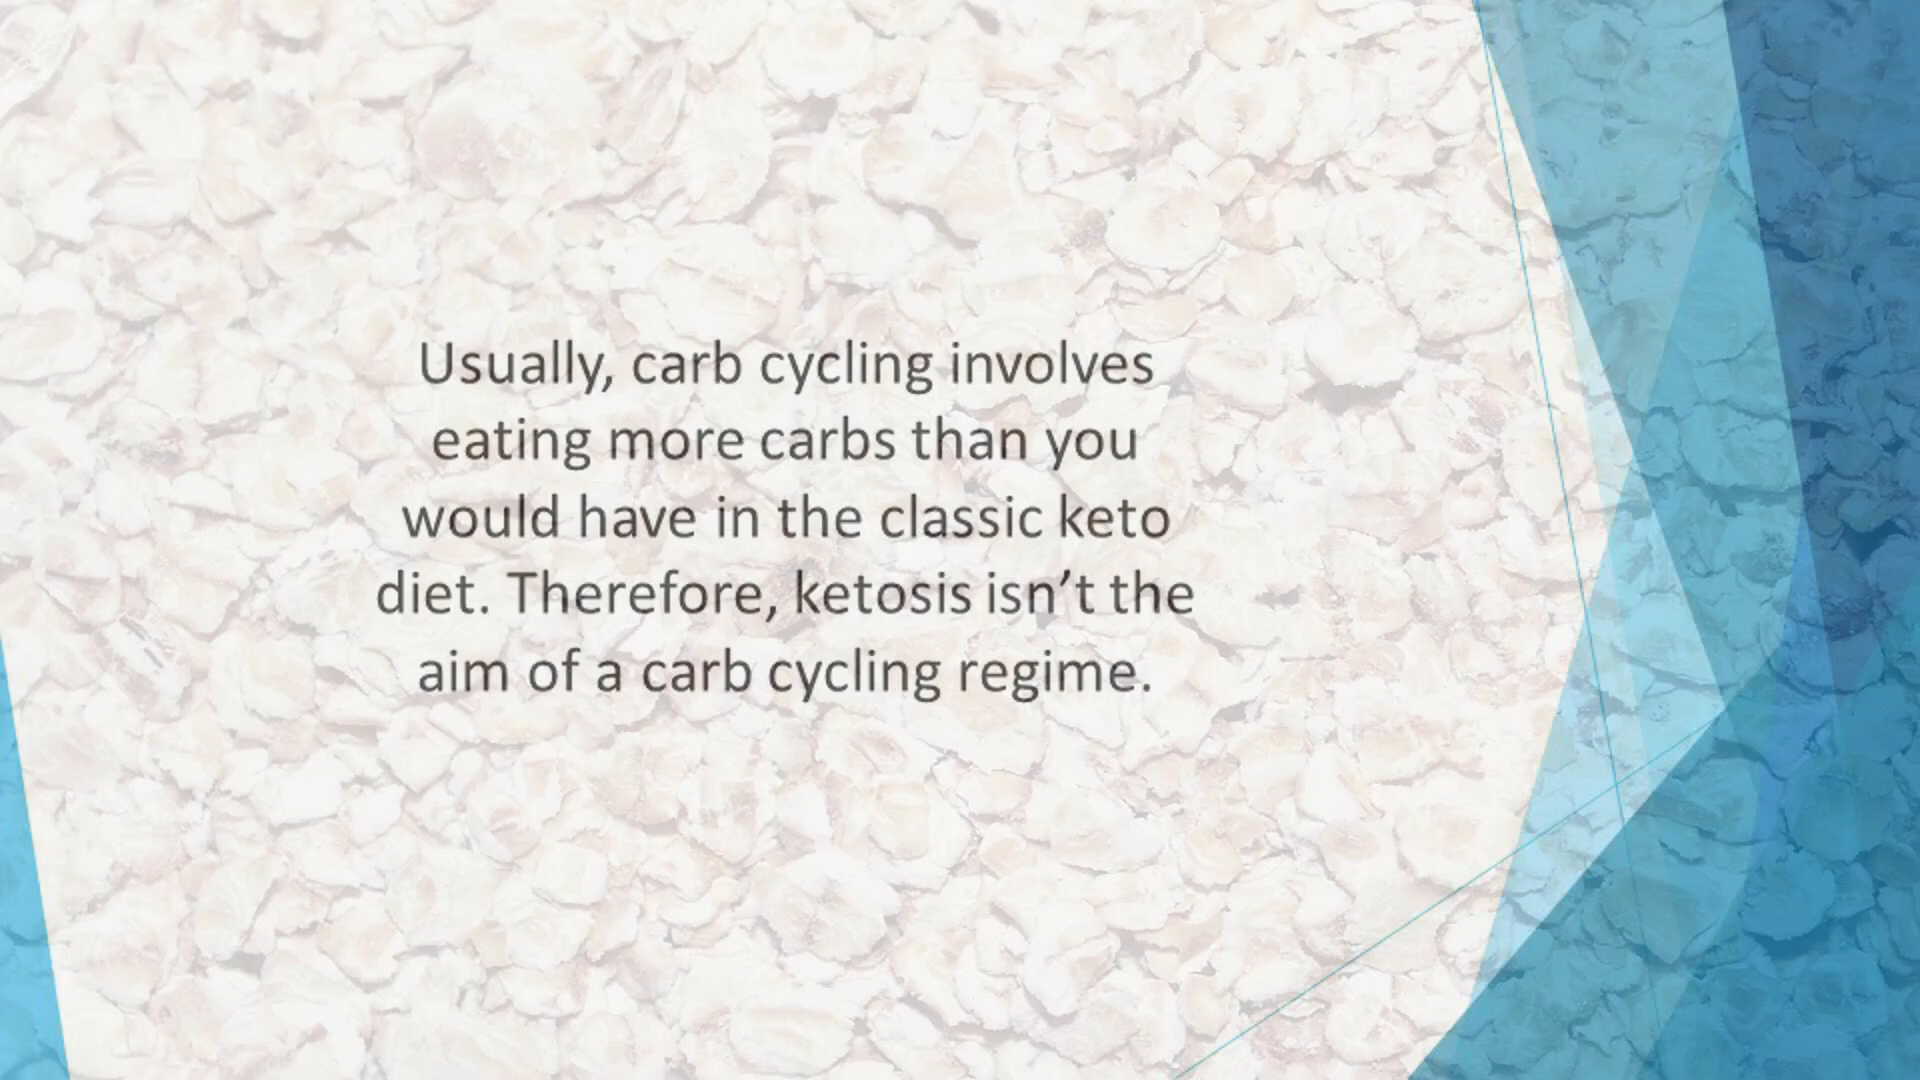 Usually, carb cycling involves
eating more carbs than you
would have in the classic keto
diet. Therefore, ketosis isn’t the
aim of a carb cycling regime.